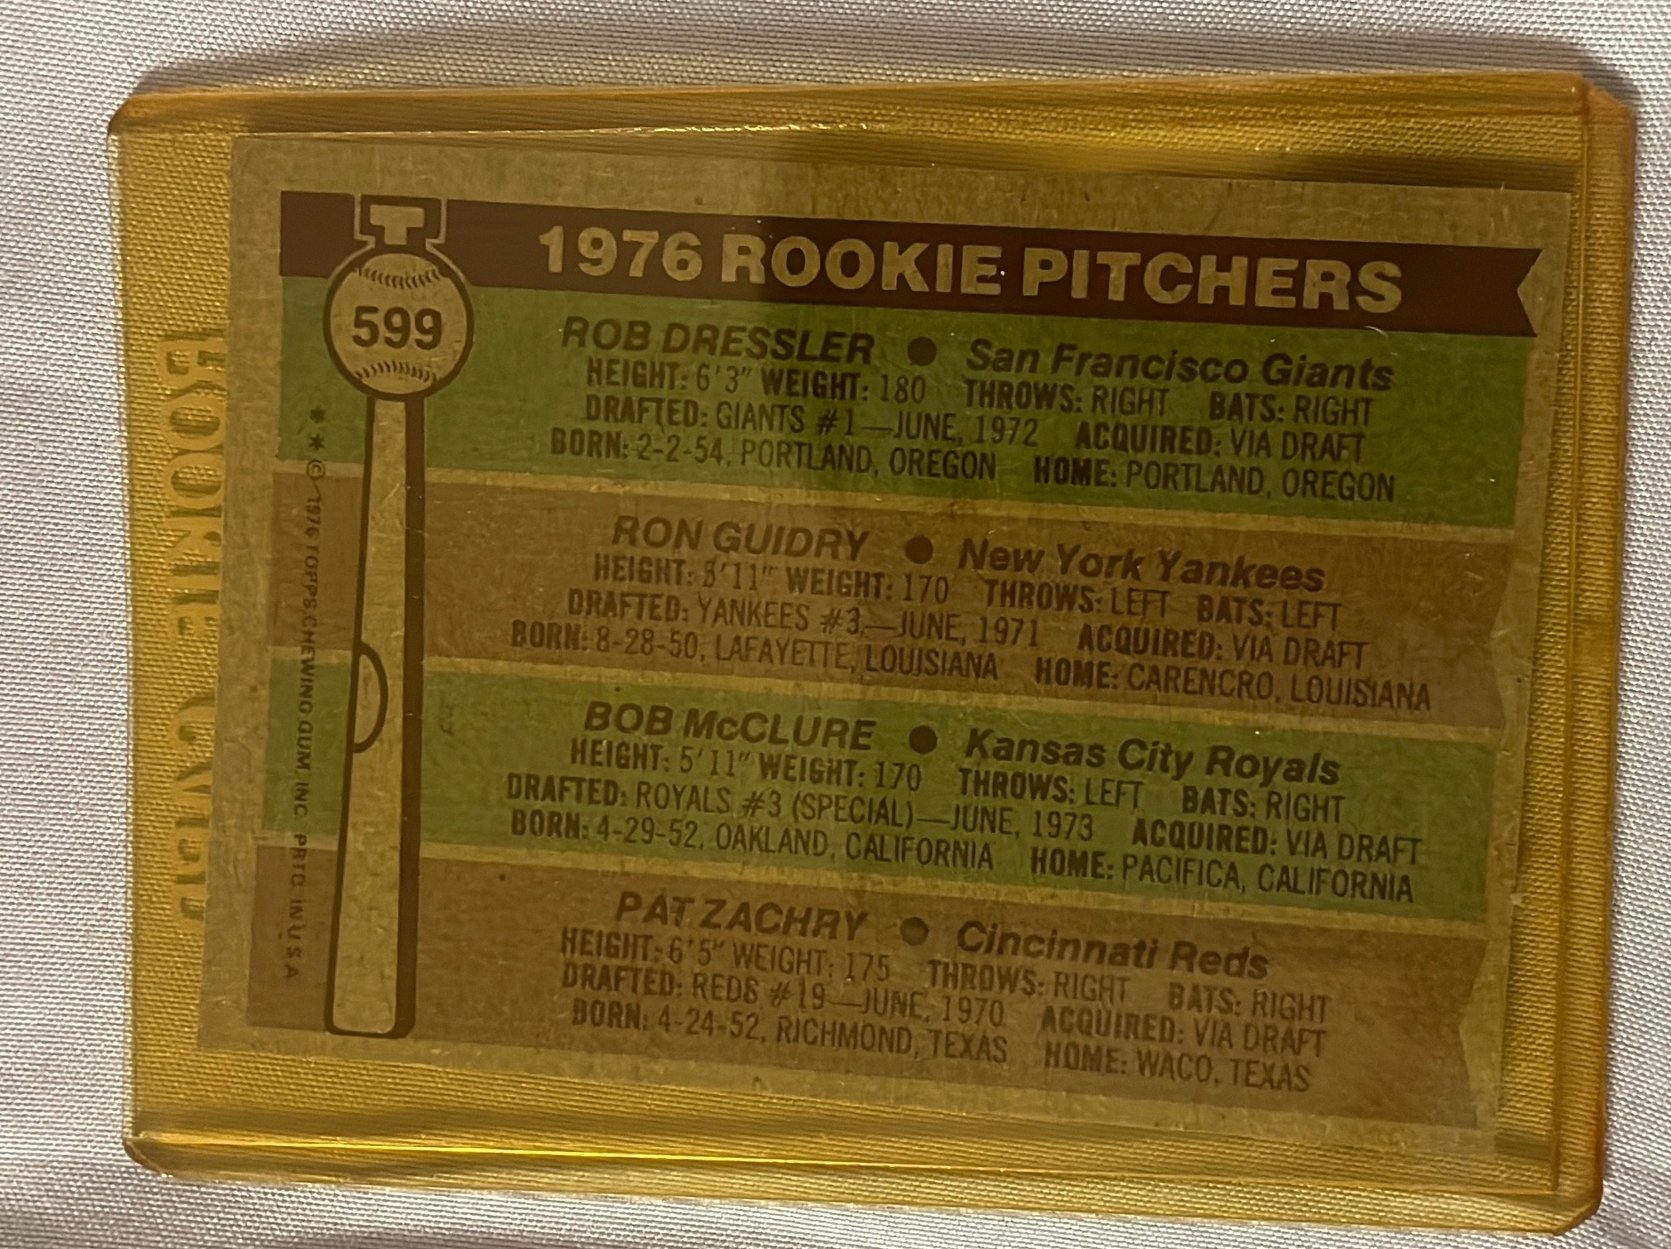 T
1976 ROOKIE PITCHERS
599
ROB DRESSLER ● San Francisco Giants
HEIGHT: 6'3" WEIGHT: 180 THROWS: RIGHT BATS: RIGHT
DRAFTED: GIANTS #1—JUNE, 1972 ACQUIRED: VIA DRAFT
BORN: 2-2-54, PORTLAND, OREGON HOME: PORTLAND, OREGON
RON GUIDRY ● New York Yankees
HEIGHT: 5'11" WEIGHT: 170 THROWS: LEFT BATS: LEFT
DRAFTED: YANKEES #3—JUNE, 1971 ACQUIRED: VIA DRAFT
BORN: 8-28-50, LAFAYETTE, LOUISIANA HOME: CARENCRO, LOUISIANA
BOB McCLURE ● Kansas City Royals
HEIGHT: 5'11" WEIGHT: 170 THROWS: LEFT BATS: RIGHT
DRAFTED: ROYALS #3 (SPECIAL)—JUNE, 1973 ACQUIRED: VIA DRAFT
BORN: 4-29-52, OAKLAND, CALIFORNIA HOME: PACIFICA, CALIFORNIA
PAT ZACHRY ● Cincinnati Reds
HEIGHT: 6'5" WEIGHT: 175 THROWS: RIGHT BATS: RIGHT
DRAFTED: REDS #19—JUNE, 1970 ACQUIRED: VIA DRAFT
BORN: 4-24-52, RICHMOND, TEXAS HOME: WACO, TEXAS
* * © 1976 TOPPS CHEWING GUM, INC. PRTD. IN U.S.A.
ROOKIE CARD